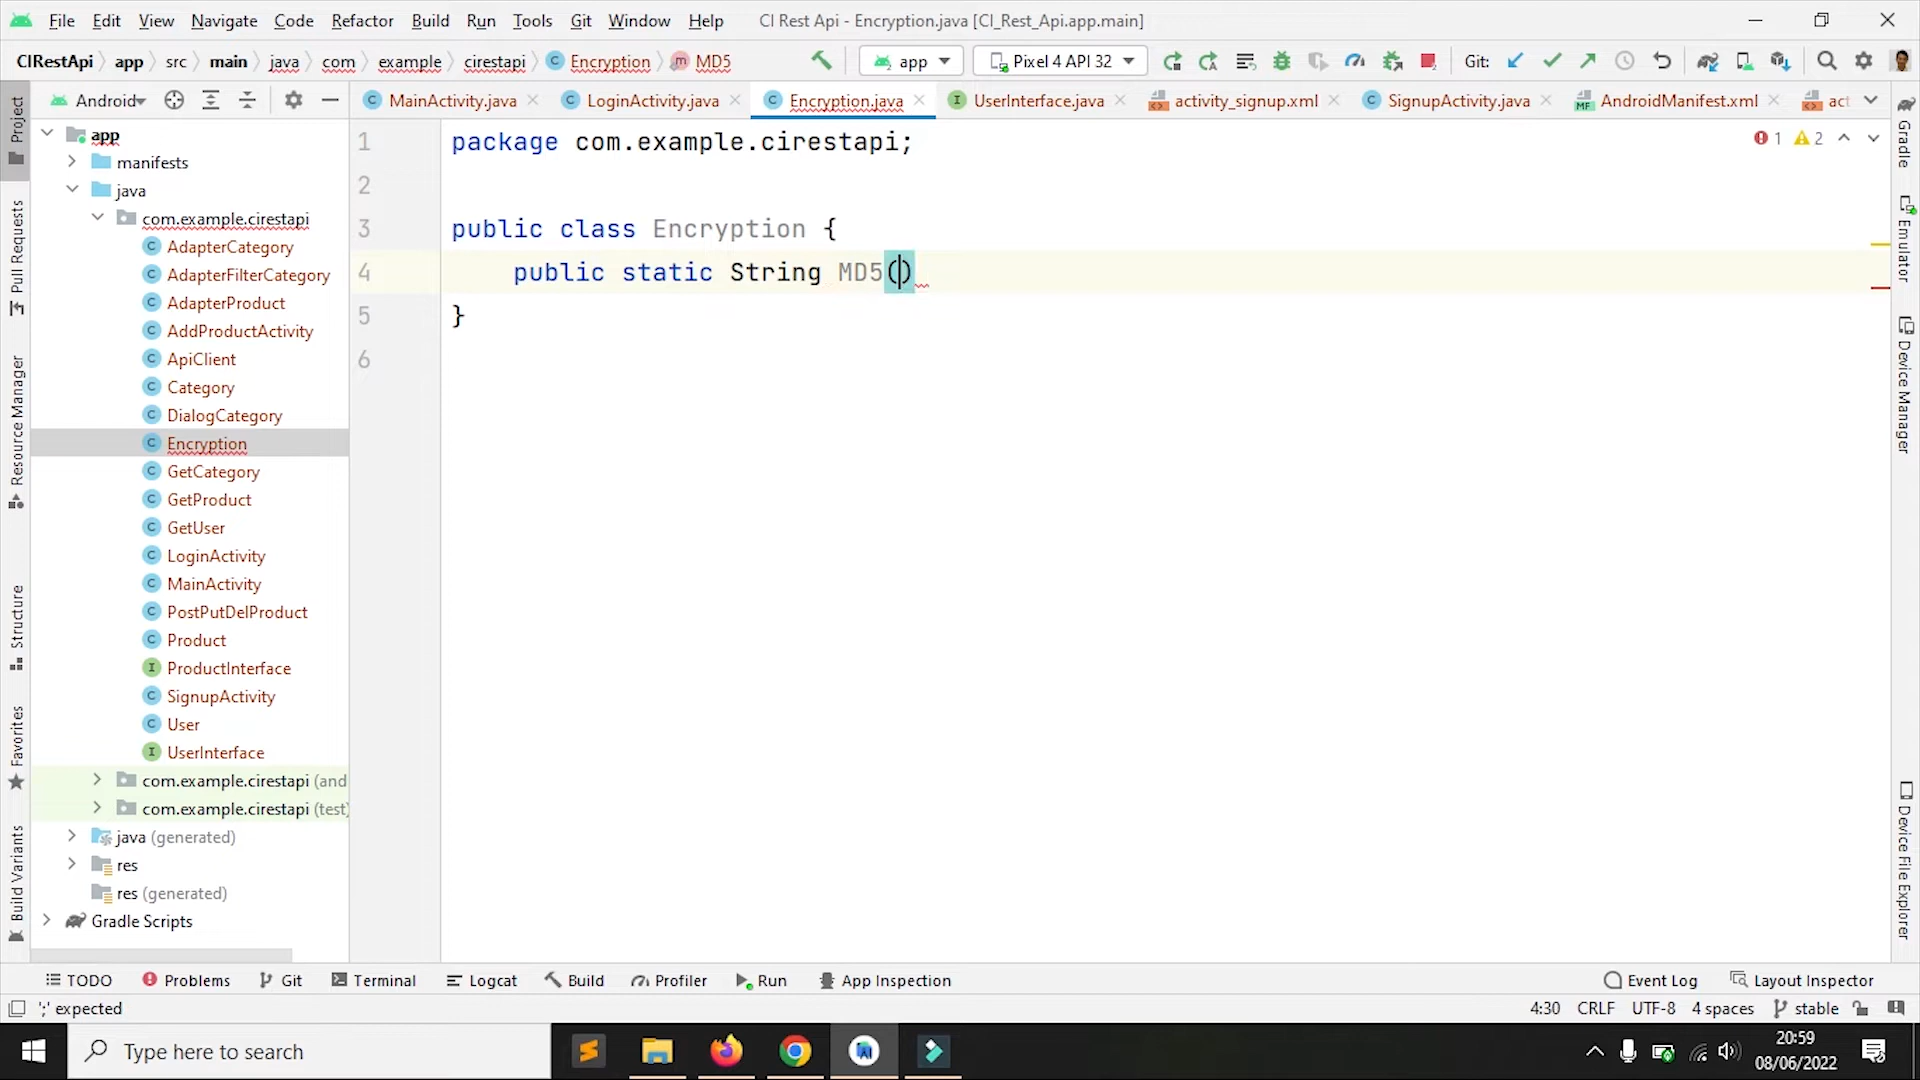 File Edit View Navigate Code Refactor Build Run Tools Git Window Help CI Rest Api - Encryption.java [CI_Rest_Api.app.main]
CIRestApi app src main java com example cirestapi Encryption MD5 app Pixel 4 API 32 Git:
Android MainActivity.java LoginActivity.java Encryption.java UserInterface.java activity_signup.xml SignupActivity.java AndroidManifest.xml act
Project
Pull Requests
Resource Manager
Structure
Favorites
Build Variants
app
manifests
java
com.example.cirestapi
AdapterCategory
AdapterFilterCategory
AdapterProduct
AddProductActivity
ApiClient
Category
DialogCategory
Encryption
GetCategory
GetProduct
GetUser
LoginActivity
MainActivity
PostPutDelProduct
Product
ProductInterface
SignupActivity
User
UserInterface
com.example.cirestapi (and
com.example.cirestapi (test)
java (generated)
res
res (generated)
Gradle Scripts
1 package com.example.cirestapi;
2
3 public class Encryption {
4 public static String MD5()
5 }
6
1 2
Gradle
Emulator
Device Manager
Device File Explorer
TODO Problems Git Terminal Logcat Build Profiler Run App Inspection Event Log Layout Inspector
';' expected 4:30 CRLF UTF-8 4 spaces stable
Type here to search
20:59
08/06/2022